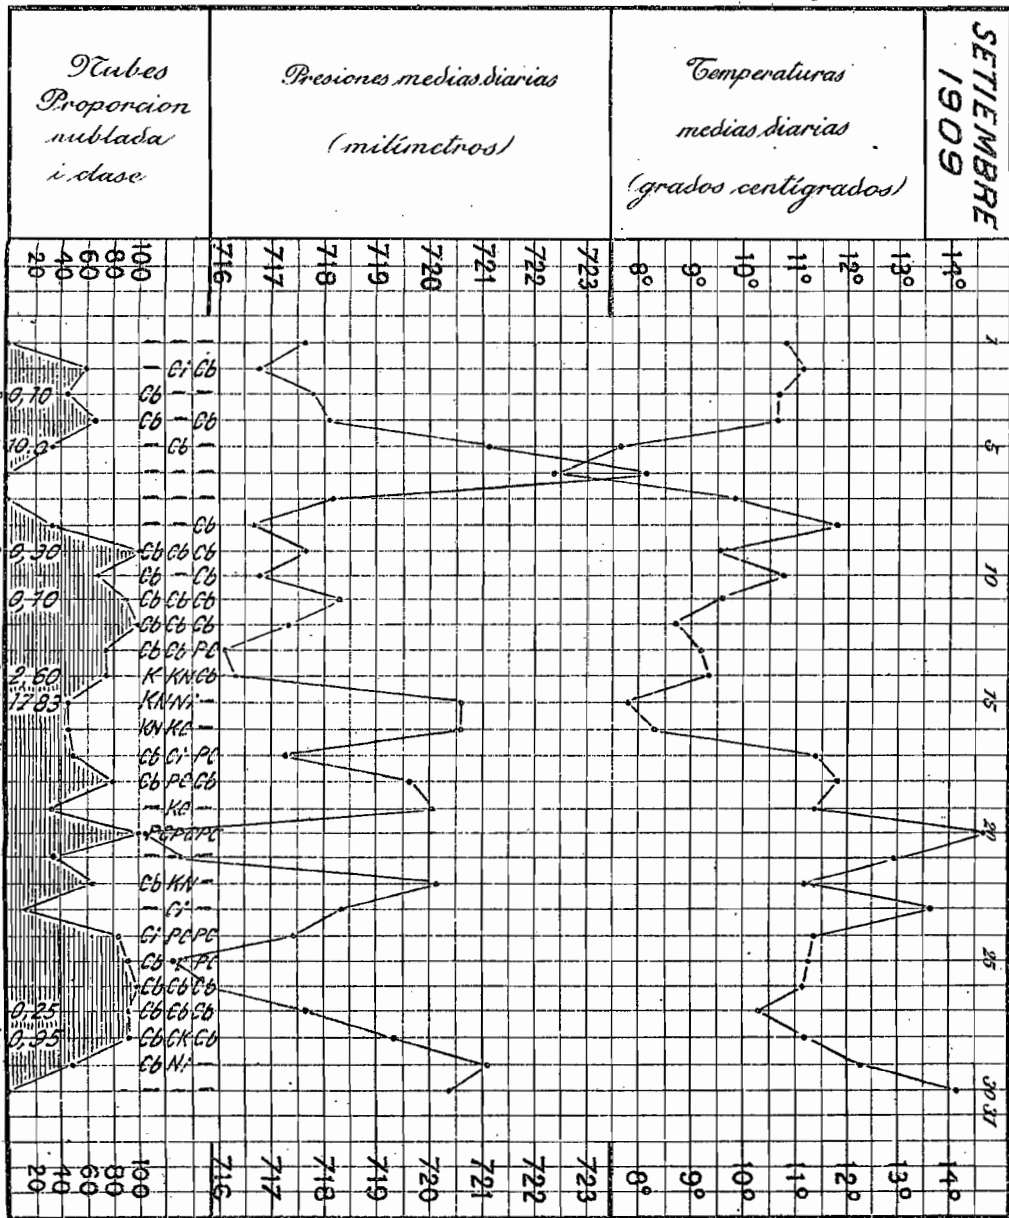 SETIEMBRE
1909
Nubes
Proporcion
nublada
i clase
Presiones medias diarias
(milímetros)
Temperaturas
medias diarias
(grados centígrados)
20 40 60 80 100 716 717 718 719 720 721 722 723 8° 9° 10° 11° 12° 13° 14°
— — — 1
— Ci Cb
0,10 Cb — —
Cb — Cb
10,0 — Cb — 5
— — —
— — —
— — Cb
0,30 Cb Cb Cb
Cb — Cb 10
0,10 Cb Cb Cb
Cb Cb Cb
Cb Cb PC
2,60 K KN Cb
17 83 KN Ni — 15
KN KC —
Cb Ci PC
Cb PC Cb
— KC —
PC PC PC 20
— — —
Cb KN —
— Ci —
Ci PC PC
Cb PC 25
Cb Cb Cb
0,25 Cb Cb Cb
0,95 Cb CK Cb
Cb Ni —
— — — 30
31
20 40 60 80 100 716 717 718 719 720 721 722 723 8° 9° 10° 11° 12° 13° 14°